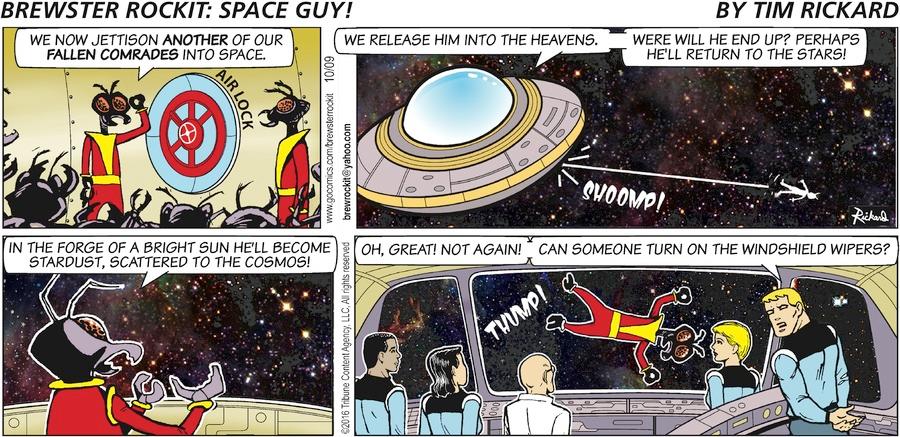 BREWSTER ROCKIT: SPACE GUY!
BY TIM RICKARD
WE NOW JETTISON ANOTHER OF OUR
FALLEN COMRADES INTO SPACE.
AIR LOCK
www.gocomics.com/brewsterrockit 10/09
brewrockit@yahoo.com
WE RELEASE HIM INTO THE HEAVENS.
WERE WILL HE END UP? PERHAPS
HE'LL RETURN TO THE STARS!
SHOOMP!
Rickard
IN THE FORGE OF A BRIGHT SUN HE'LL BECOME
STARDUST, SCATTERED TO THE COSMOS!
©2016 Tribune Content Agency, LLC. All rights reserved
OH, GREAT! NOT AGAIN!
CAN SOMEONE TURN ON THE WINDSHIELD WIPERS?
THUMP!